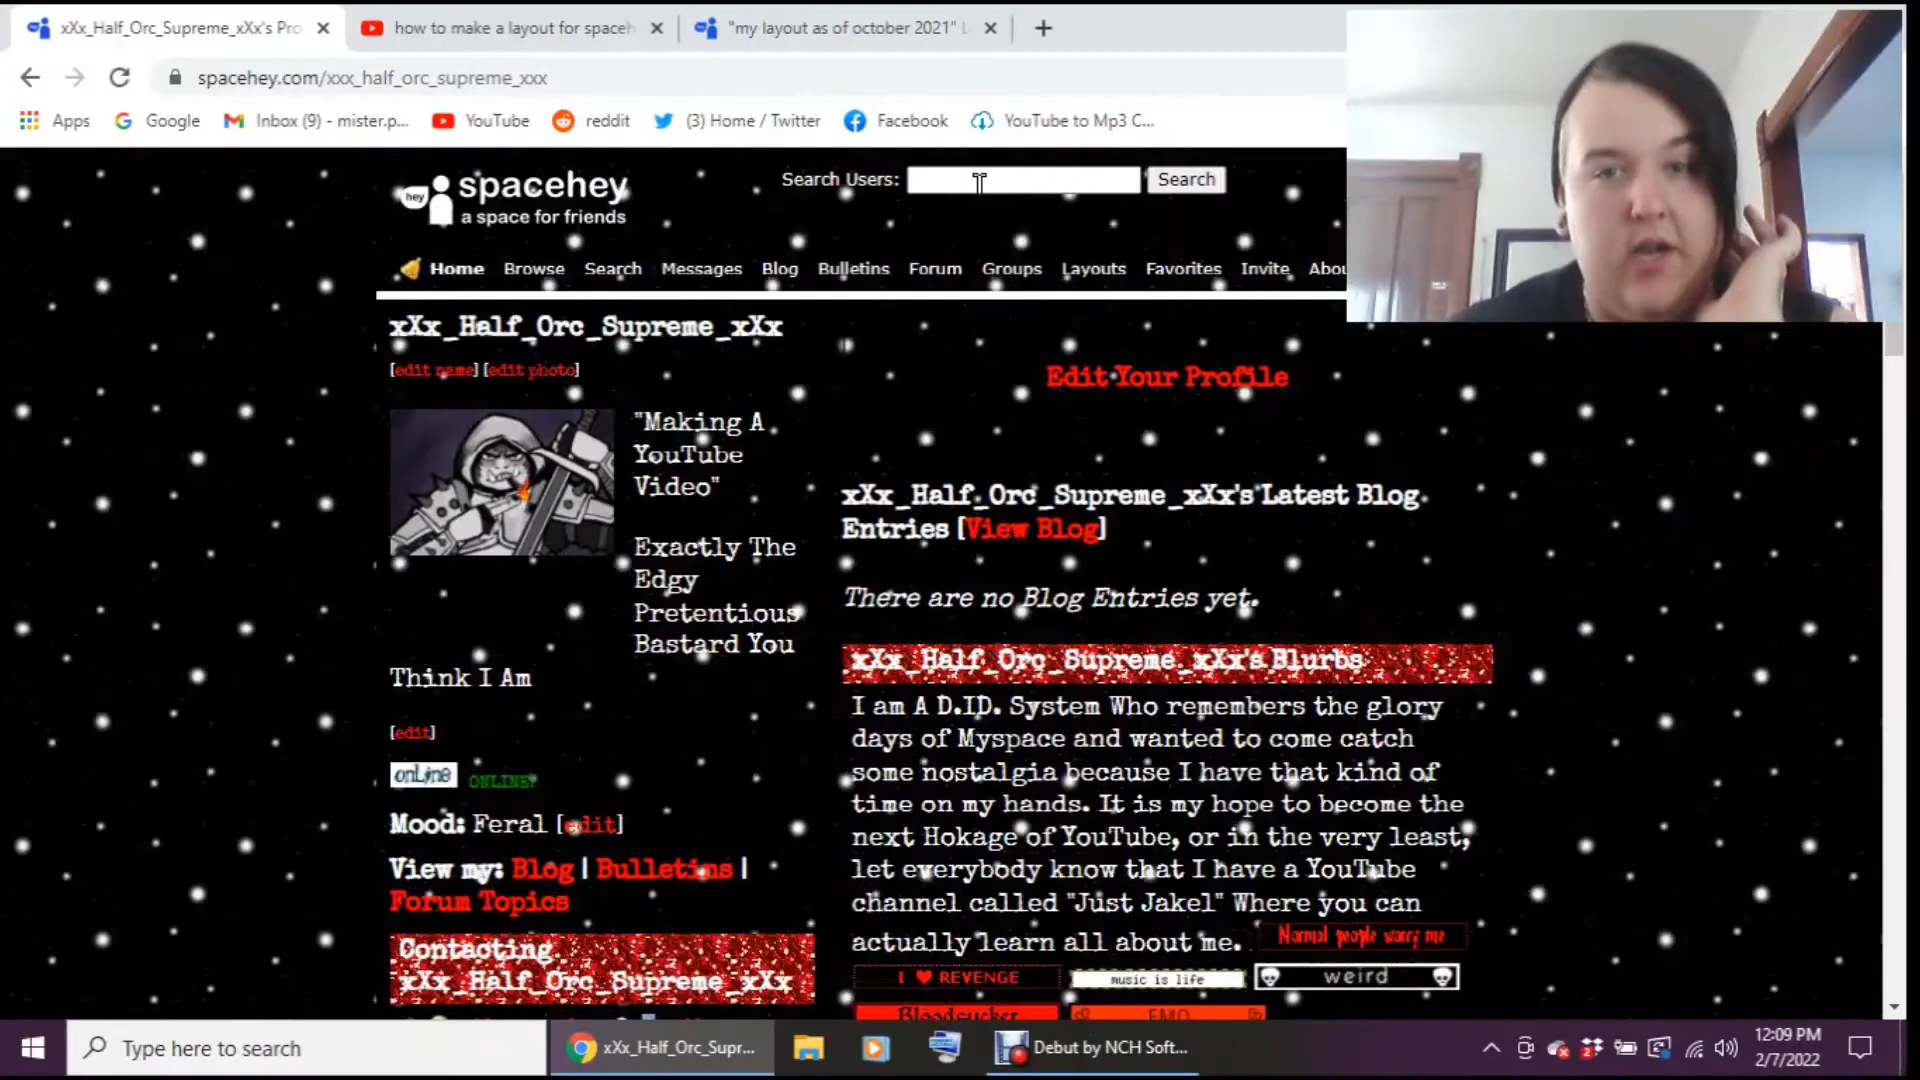 xXx_Half_Orc_Supreme_xXx's Pro
how to make a layout for spaceh
"my layout as of october 2021" L
spacehey.com/xxx_half_orc_supreme_xxx
Apps Google Inbox (9) - mister.p... YouTube reddit (3) Home / Twitter Facebook YouTube to Mp3 C...
hey spacehey
a space for friends
Search Users: Search
Home Browse Search Messages Blog Bulletins Forum Groups Layouts Favorites Invite Abou
xXx_Half_Orc_Supreme_xXx
[edit name] [edit photo]
"Making A
YouTube
Video"
Exactly The
Edgy
Pretentious
Bastard You
Think I Am
[edit]
onLine ONLINE!
Mood: Feral [edit]
View my: Blog | Bulletins |
Forum Topics
Contacting
xXx_Half_Orc_Supreme_xXx
Edit Your Profile
xXx_Half_Orc_Supreme_xXx's Latest Blog
Entries [View Blog]
There are no Blog Entries yet.
xXx_Half_Orc_Supreme_xXx's Blurbs
I am A D.ID. System Who remembers the glory
days of Myspace and wanted to come catch
some nostalgia because I have that kind of
time on my hands. It is my hope to become the
next Hokage of YouTube, or in the very least,
let everybody know that I have a YouTube
channel called "Just Jakel" Where you can
actually learn all about me. Normal people worry me
I ♥ REVENGE music is life weird
Bloodsucker EMO
Type here to search
xXx_Half_Orc_Supr...
Debut by NCH Soft...
12:09 PM
2/7/2022